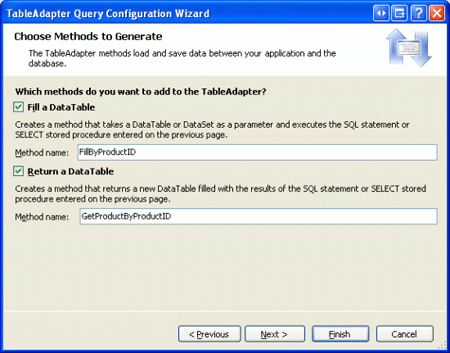 TableAdapter Query Configuration Wizard
Choose Methods to Generate
The TableAdapter methods load and save data between your application and the
database.
Which methods do you want to add to the TableAdapter?
Fill a DataTable
Creates a method that takes a DataTable or DataSet as a parameter and executes the SQL statement or
SELECT stored procedure entered on the previous page.
Method name: FillByProductID
Return a DataTable
Creates a method that returns a new DataTable filled with the results of the SQL statement or SELECT stored
procedure entered on the previous page.
Method name: GetProductByProductID
< Previous Next > Finish Cancel